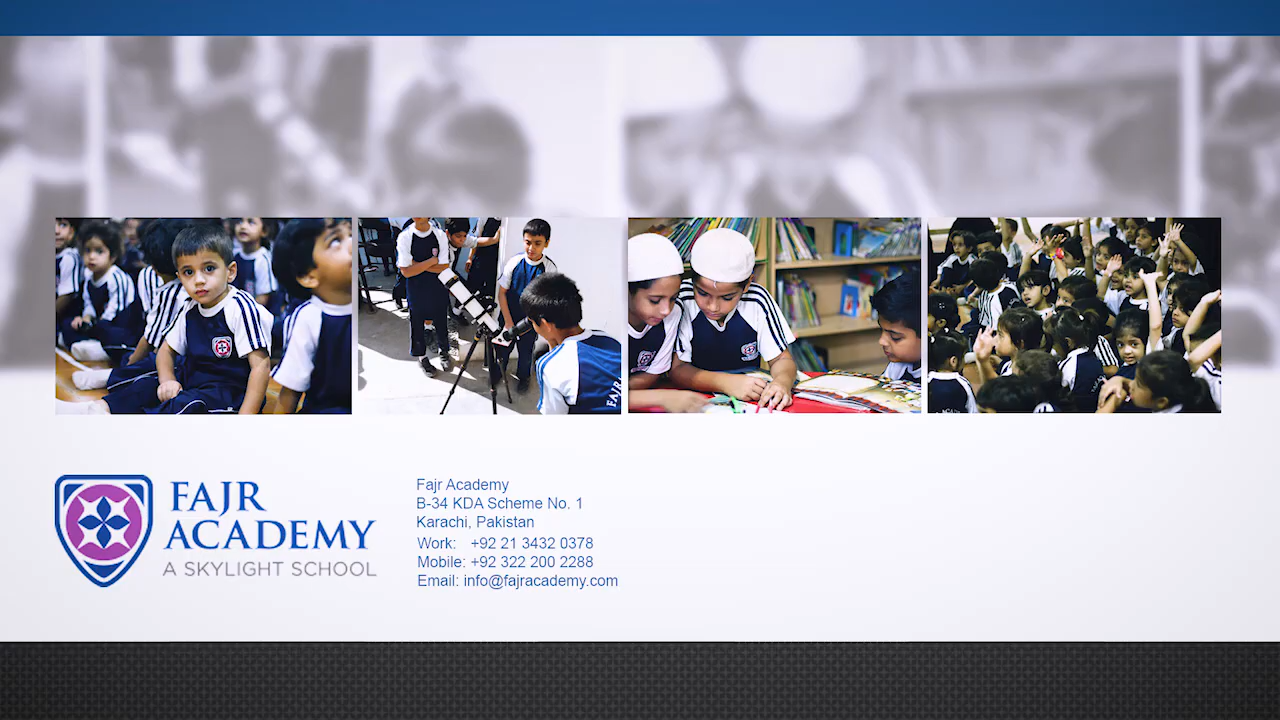 FAJR
FAJR
ACADEMY
A SKYLIGHT SCHOOL
Fajr Academy
B-34 KDA Scheme No. 1
Karachi, Pakistan
Work: +92 21 3432 0378
Mobile: +92 322 200 2288
Email: info@fajracademy.com